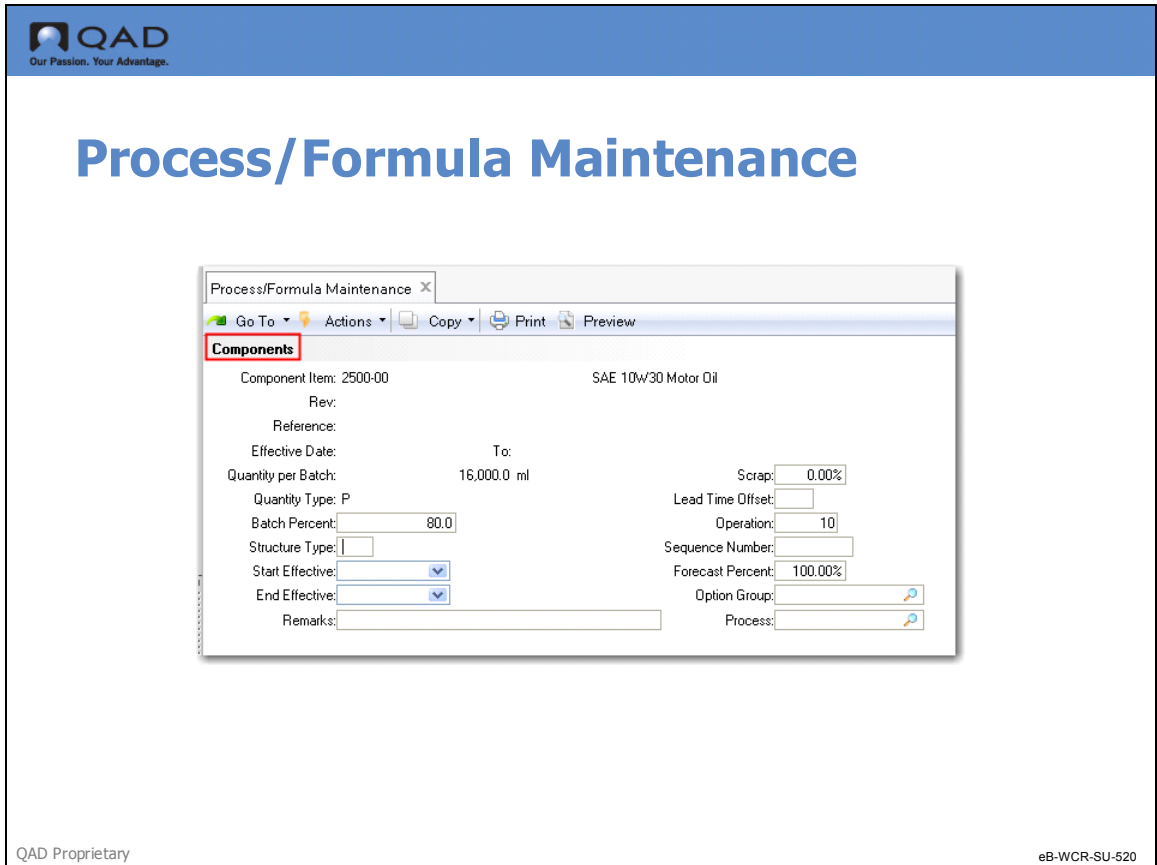 QAD
Our Passion. Your Advantage.
Process/Formula Maintenance
Process/Formula Maintenance X
Go To Actions Copy Print Preview
Components
Component Item: 2500-00 SAE 10W30 Motor Oil
Rev:
Reference:
Effective Date: To:
Quantity per Batch: 16,000.0 ml Scrap: 0.00%
Quantity Type: P Lead Time Offset:
Batch Percent: 80.0 Operation: 10
Structure Type: Sequence Number:
Start Effective: Forecast Percent: 100.00%
End Effective: Option Group:
Remarks: Process:
QAD Proprietary eB-WCR-SU-520